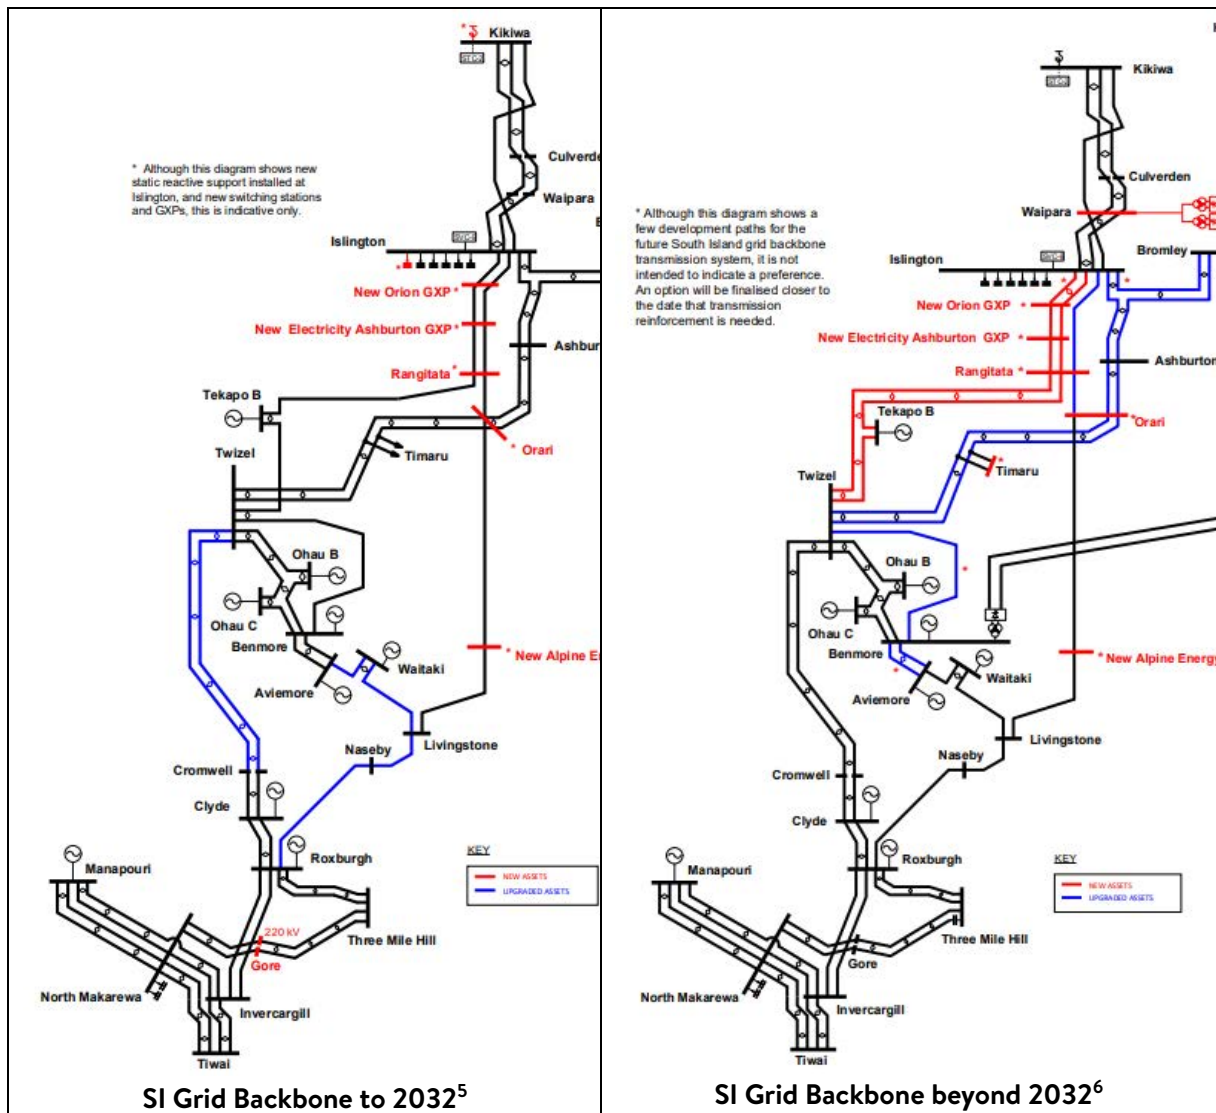 * Kikiwa
* Although this diagram shows new
static reactive support installed at
Islington, and new switching stations
and GXPs, this is indicative only.
Culverde
Waipara
Islington
*
New Orion GXP *
New Electricity Ashburton GXP *
Rangitata *
Ashbur
Tekapo B
* Orari
Timaru
Twizel
Ohau B
Ohau C
Benmore
Waitaki
* New Alpine E
Aviemore
Naseby
Livingstone
Cromwell
Clyde
Roxburgh
KEY
NEW ASSETS
UPGRADED ASSETS
Manapouri
220 kV
Gore
Three Mile Hill
North Makarewa
Invercargill
Tiwai
SI Grid Backbone to 2032⁵
Kikiwa
Culverden
Waipara
* Although this diagram shows a
few development paths for the
future South Island grid backbone
transmission system, it is not
intended to indicate a preference.
An option will be finalised closer to
the date that transmission
reinforcement is needed.
Bromley
Islington
* *
New Orion GXP *
New Electricity Ashburton GXP *
Rangitata *
Ashburton
Tekapo B
*Orari
*
Timaru
Twizel
Ohau B
*
Ohau C
Benmore
* New Alpine Energy
Waitaki
*
Aviemore
Livingstone
Naseby
Cromwell
Clyde
Roxburgh
KEY
NEW ASSETS
UPGRADED ASSETS
Manapouri
Three Mile Hill
Gore
North Makarewa
Invercargill
Tiwai
SI Grid Backbone beyond 2032⁶